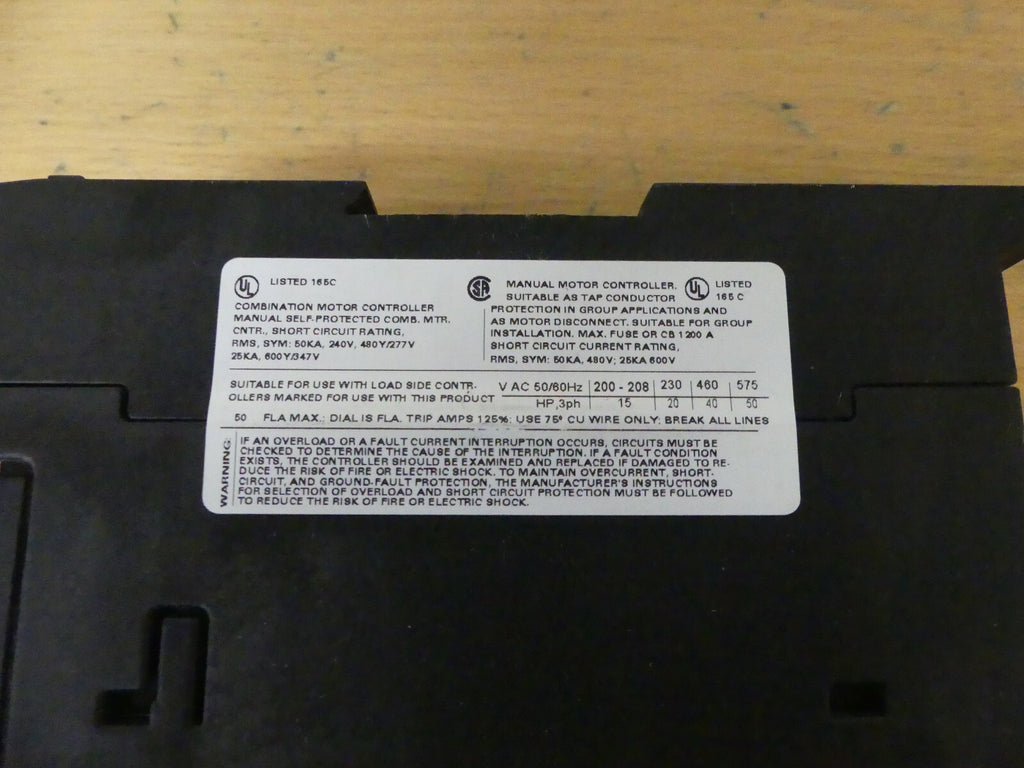 UL LISTED 165C
COMBINATION MOTOR CONTROLLER
MANUAL SELF-PROTECTED COMB. MTR.
CNTR., SHORT CIRCUIT RATING,
RMS, SYM: 50KA, 240V, 480Y/277V
25KA, 600Y/347V
SA MANUAL MOTOR CONTROLLER, UL LISTED
SUITABLE AS TAP CONDUCTOR 165 C
PROTECTION IN GROUP APPLICATIONS AND
AS MOTOR DISCONNECT. SUITABLE FOR GROUP
INSTALLATION. MAX. FUSE OR CB 1200 A
SHORT CIRCUIT CURRENT RATING,
RMS, SYM: 50KA, 480V; 25KA 600V
SUITABLE FOR USE WITH LOAD SIDE CONTR-
OLLERS MARKED FOR USE WITH THIS PRODUCT
V AC 50/60Hz 200 - 208 230 460 575
HP,3ph 15 20 40 50
50 FLA MAX.; DIAL IS FLA. TRIP AMPS 125%; USE 75° CU WIRE ONLY; BREAK ALL LINES
WARNING:
IF AN OVERLOAD OR A FAULT CURRENT INTERRUPTION OCCURS, CIRCUITS MUST BE
CHECKED TO DETERMINE THE CAUSE OF THE INTERRUPTION. IF A FAULT CONDITION
EXISTS, THE CONTROLLER SHOULD BE EXAMINED AND REPLACED IF DAMAGED TO RE-
DUCE THE RISK OF FIRE OR ELECTRIC SHOCK. TO MAINTAIN OVERCURRENT, SHORT-
CIRCUIT, AND GROUND-FAULT PROTECTION, THE MANUFACTURER'S INSTRUCTIONS
FOR SELECTION OF OVERLOAD AND SHORT CIRCUIT PROTECTION MUST BE FOLLOWED
TO REDUCE THE RISK OF FIRE OR ELECTRIC SHOCK.